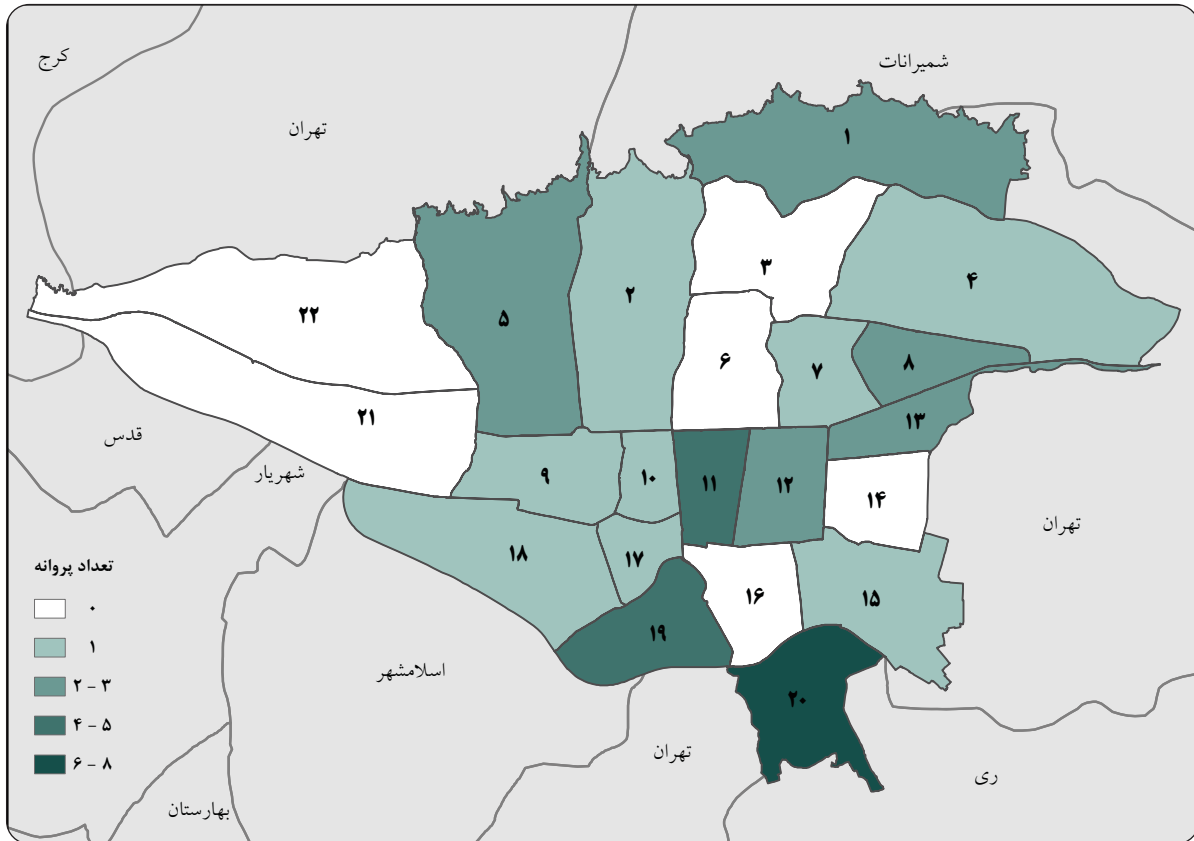 کرج
شمیرانات
تهران
۱
۲
۳
۴
۵
۲۲
۶
۷
۸
۲۱
۱۳
قدس
شهریار
۹
۱۰
۱۱
۱۲
۱۴
تهران
۱۸
۱۷
۱۶
۱۵
۱۹
اسلامشهر
۲۰
تهران
ری
بهارستان
تعداد پروانه
۰
۱
۲ - ۳
۴ - ۵
۶ - ۸